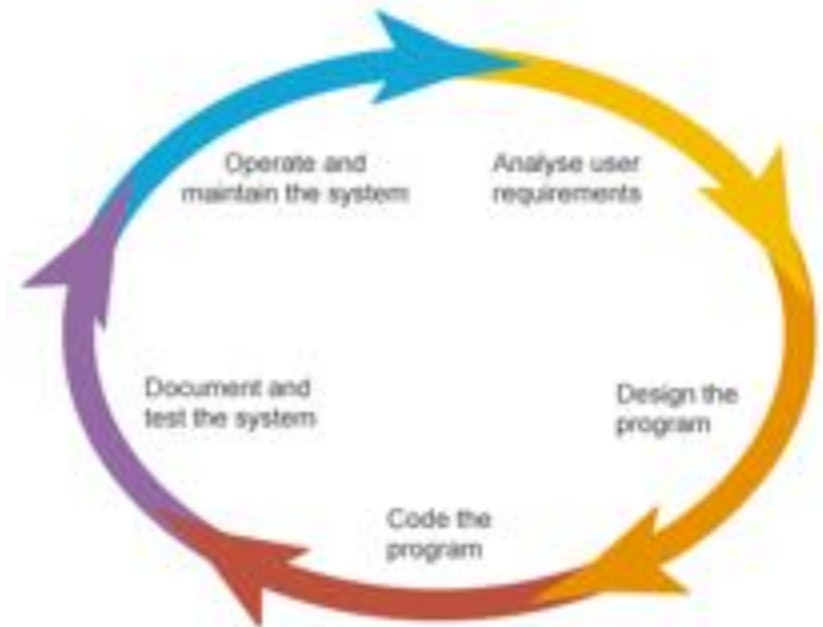 Operate and
maintain the system
Analyse user
requirements
Design the
program
Code the
program
Document and
test the system